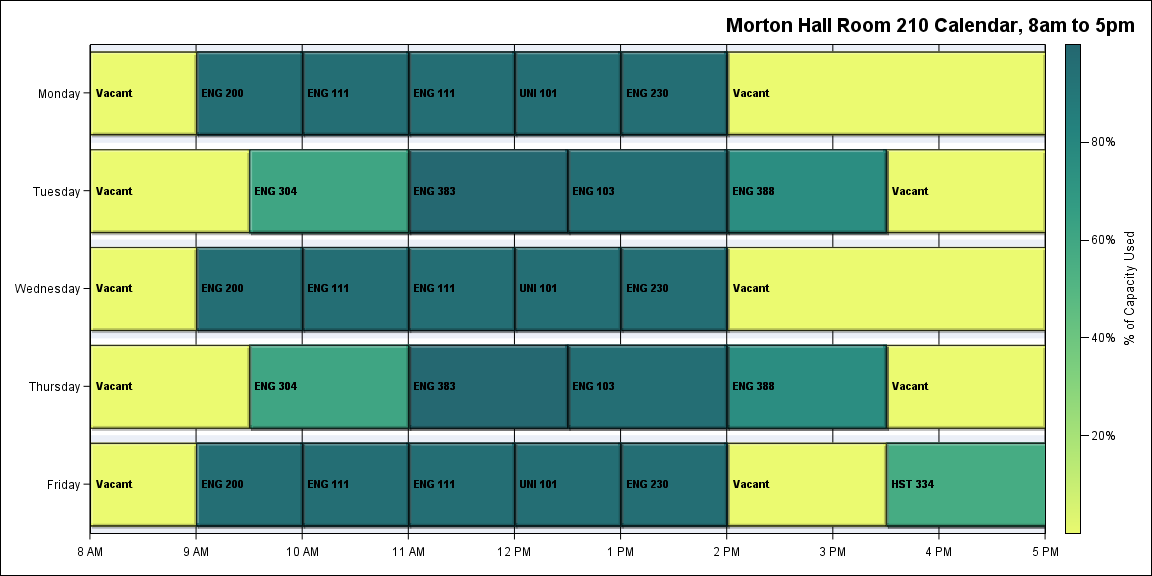 Morton Hall Room 210 Calendar, 8am to 5pm
Monday Vacant ENG 200 ENG 111 ENG 111 UNI 101 ENG 230 Vacant
80%
Tuesday Vacant ENG 304 ENG 383 ENG 103 ENG 388 Vacant
60%
% of Capacity Used
Wednesday Vacant ENG 200 ENG 111 ENG 111 UNI 101 ENG 230 Vacant
40%
Thursday Vacant ENG 304 ENG 383 ENG 103 ENG 388 Vacant
20%
Friday Vacant ENG 200 ENG 111 ENG 111 UNI 101 ENG 230 Vacant HST 334
8 AM 9 AM 10 AM 11 AM 12 PM 1 PM 2 PM 3 PM 4 PM 5 PM